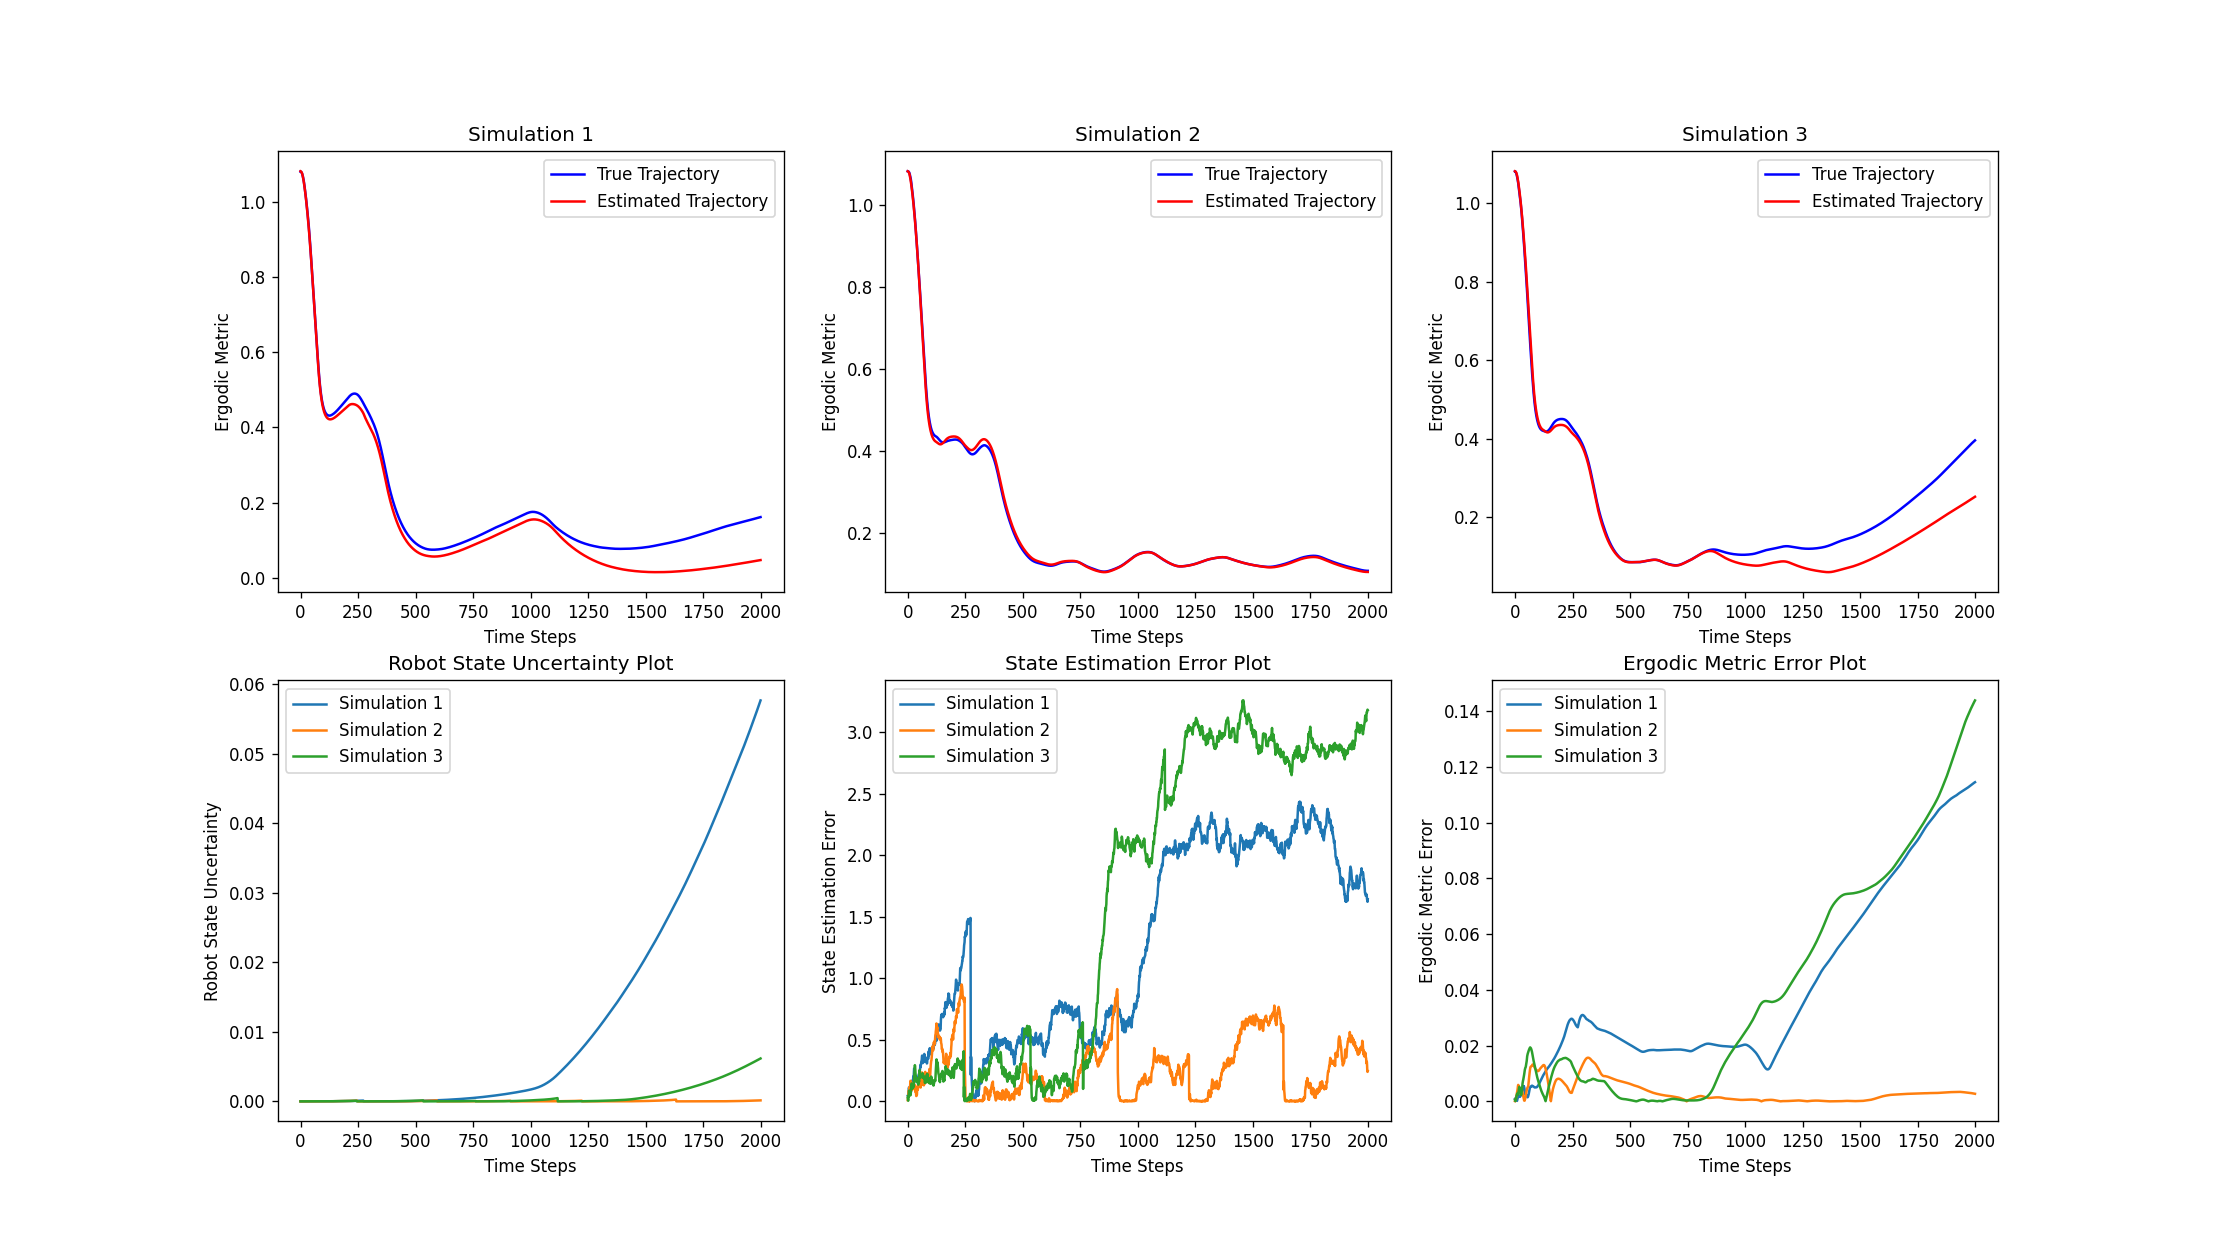 Simulation 1
Ergodic Metric
1.0
0.8
0.6
0.4
0.2
0.0
True Trajectory
Estimated Trajectory
0 250 500 750 1000 1250 1500 1750 2000
Time Steps
Simulation 2
Ergodic Metric
1.0
0.8
0.6
0.4
0.2
True Trajectory
Estimated Trajectory
0 250 500 750 1000 1250 1500 1750 2000
Time Steps
Simulation 3
Ergodic Metric
1.0
0.8
0.6
0.4
0.2
True Trajectory
Estimated Trajectory
0 250 500 750 1000 1250 1500 1750 2000
Time Steps
Robot State Uncertainty Plot
Robot State Uncertainty
0.06
0.05
0.04
0.03
0.02
0.01
0.00
Simulation 1
Simulation 2
Simulation 3
0 250 500 750 1000 1250 1500 1750 2000
Time Steps
State Estimation Error Plot
State Estimation Error
3.0
2.5
2.0
1.5
1.0
0.5
0.0
Simulation 1
Simulation 2
Simulation 3
0 250 500 750 1000 1250 1500 1750 2000
Time Steps
Ergodic Metric Error Plot
Ergodic Metric Error
0.14
0.12
0.10
0.08
0.06
0.04
0.02
0.00
Simulation 1
Simulation 2
Simulation 3
0 250 500 750 1000 1250 1500 1750 2000
Time Steps